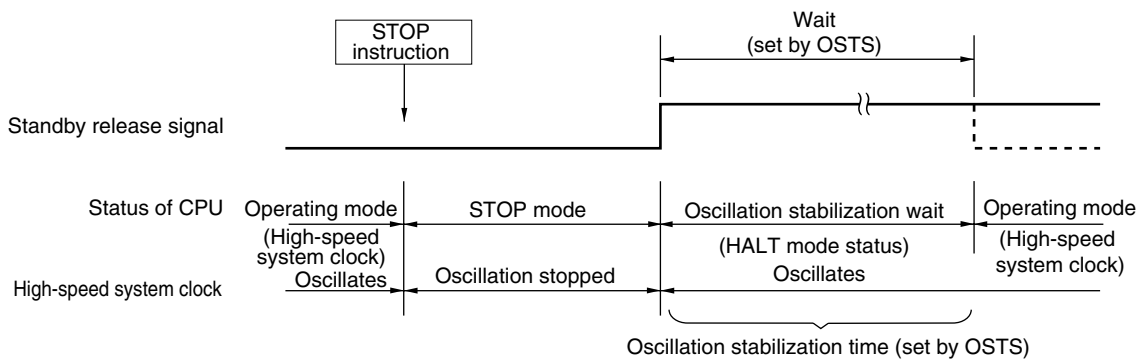 STOP
instruction
Wait
(set by OSTS)
Standby release signal
Status of CPU
Operating mode
(High-speed
system clock)
STOP mode
Oscillation stabilization wait
(HALT mode status)
Operating mode
(High-speed
system clock)
High-speed system clock
Oscillates
Oscillation stopped
Oscillates
Oscillation stabilization time (set by OSTS)